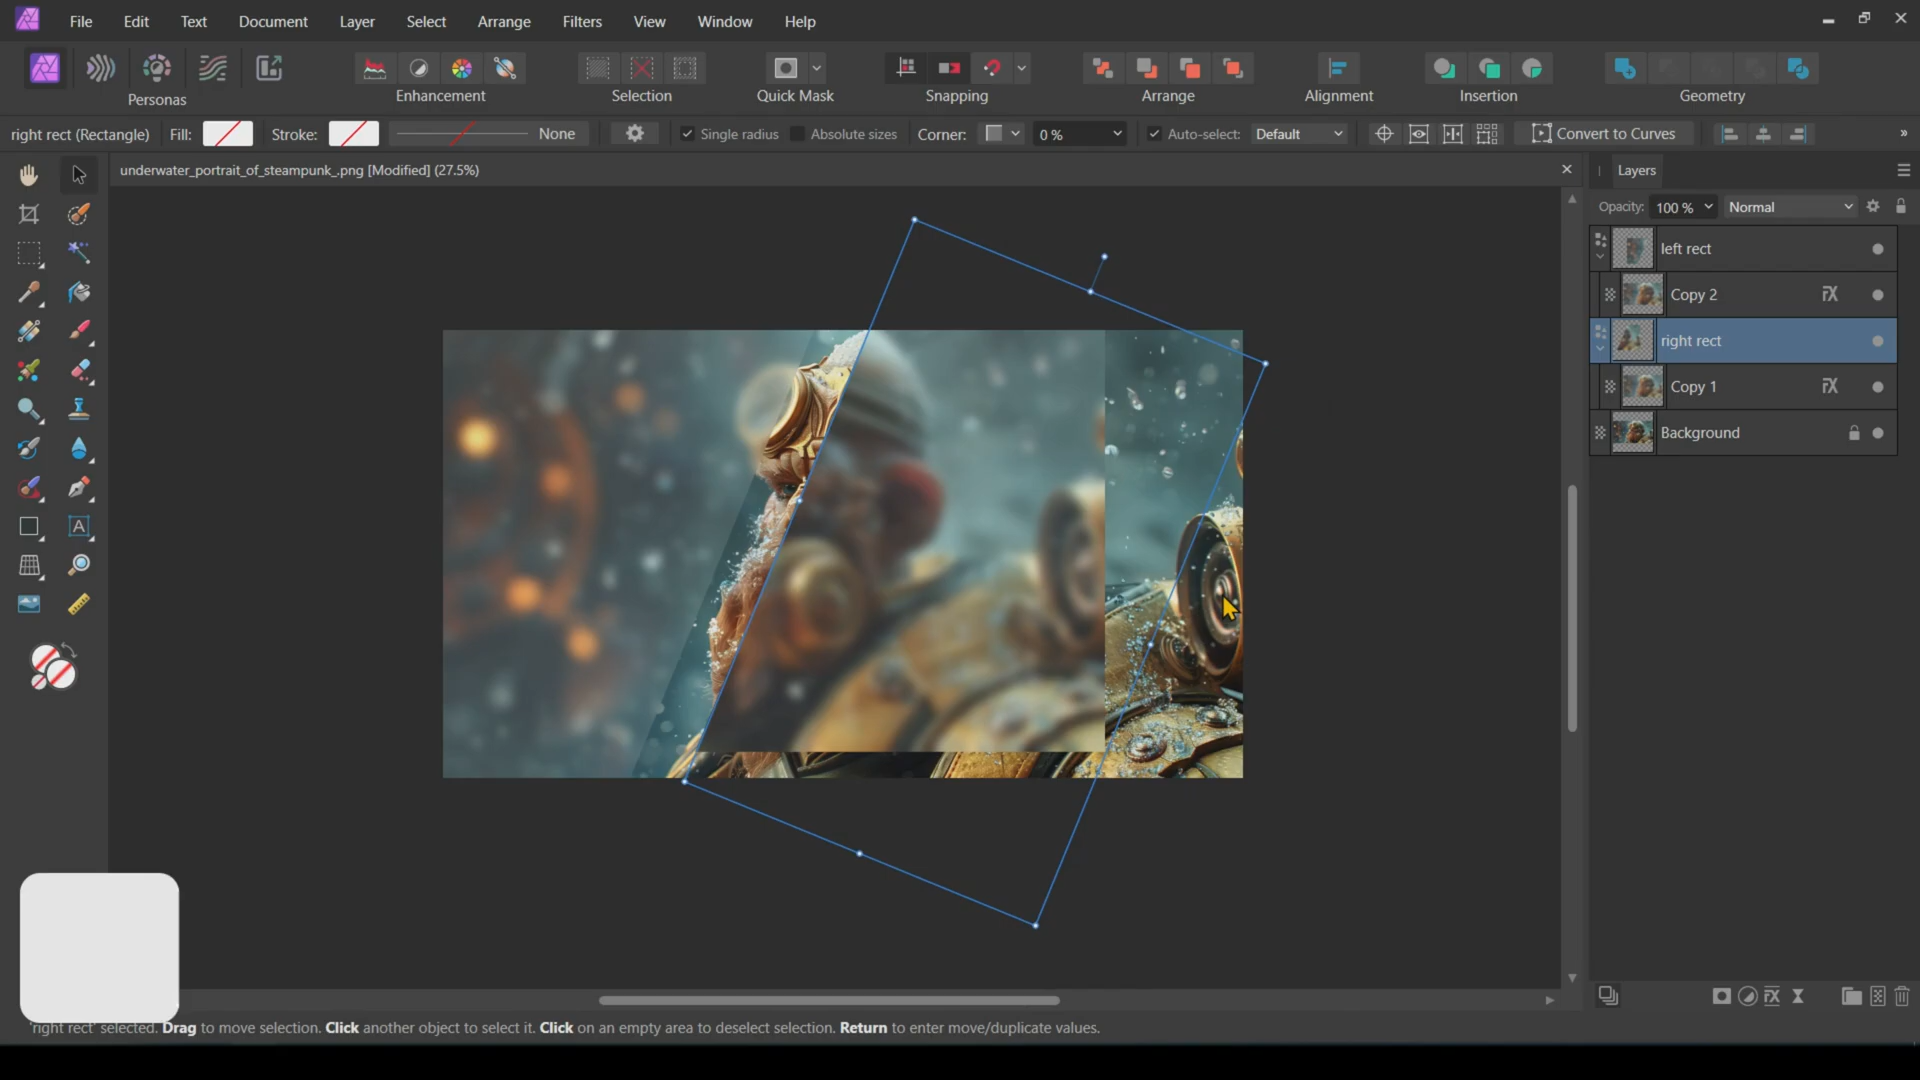 File Edit Text Document Layer Select Arrange Filters View Window Help
Personas Enhancement Selection Quick Mask Snapping Arrange Alignment Insertion Geometry
right rect (Rectangle) Fill: Stroke: None Single radius Absolute sizes Corner: 0 % Auto-select: Default Convert to Curves »
underwater_portrait_of_steampunk_.png [Modified] (27.5%)
Layers
Opacity: 100 % Normal
left rect
Copy 2 FX
right rect
Copy 1 FX
Background
A
FX
'right rect' selected. Drag to move selection. Click another object to select it. Click on an empty area to deselect selection. Return to enter move/duplicate values.